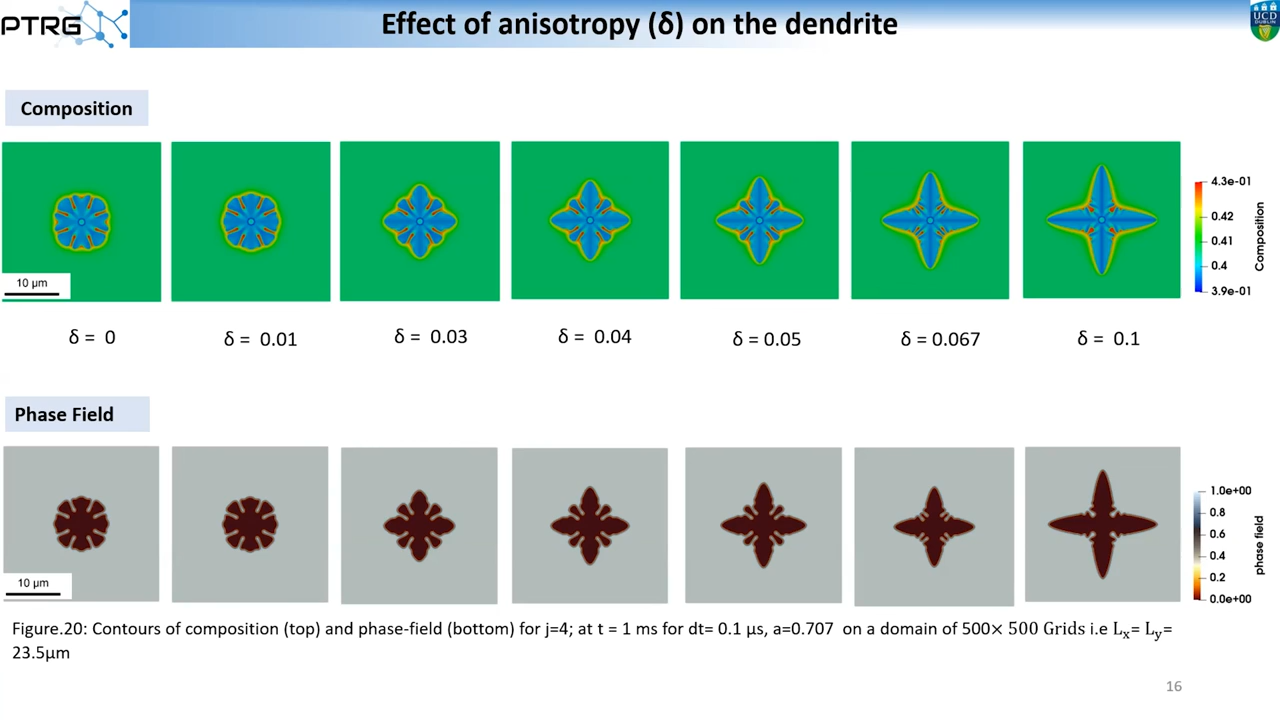 PTRG
Effect of anisotropy (δ) on the dendrite
UCD
DUBLIN
Composition
10 μm
4.3e-01
0.42
0.41
0.4
3.9e-01
Composition
δ = 0
δ = 0.01
δ = 0.03
δ = 0.04
δ = 0.05
δ = 0.067
δ = 0.1
Phase Field
10 μm
1.0e+00
0.8
0.6
0.4
0.2
0.0e+00
phase field
Figure.20: Contours of composition (top) and phase-field (bottom) for j=4; at t = 1 ms for dt= 0.1 μs, a=0.707 on a domain of 500× 500 Grids i.e Lₓ= Lᵧ=
23.5μm
16